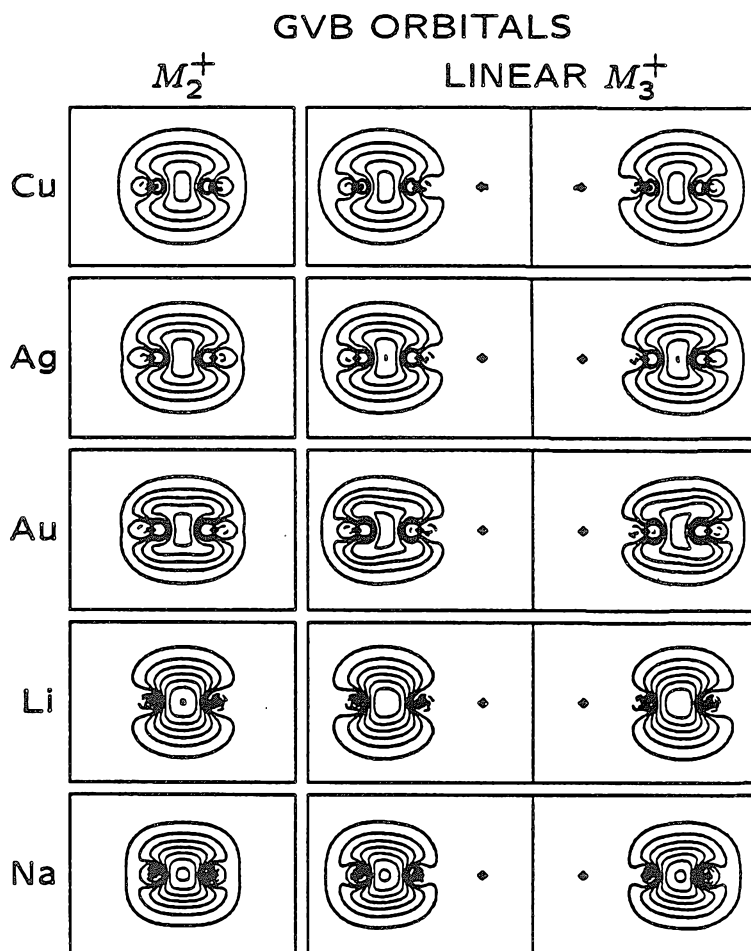 GVB ORBITALS
M₂⁺ LINEAR M₃⁺
Cu
Ag
Au
Li
Na